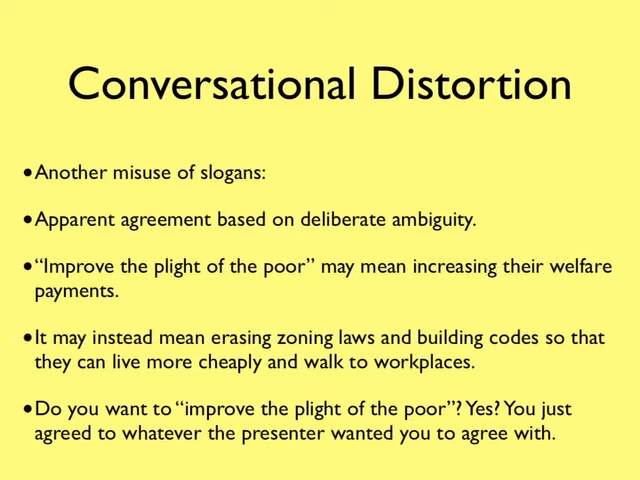 Conversational Distortion
•Another misuse of slogans:
•Apparent agreement based on deliberate ambiguity.
•“Improve the plight of the poor” may mean increasing their welfare
payments.
•It may instead mean erasing zoning laws and building codes so that
they can live more cheaply and walk to workplaces.
•Do you want to “improve the plight of the poor”? Yes? You just
agreed to whatever the presenter wanted you to agree with.